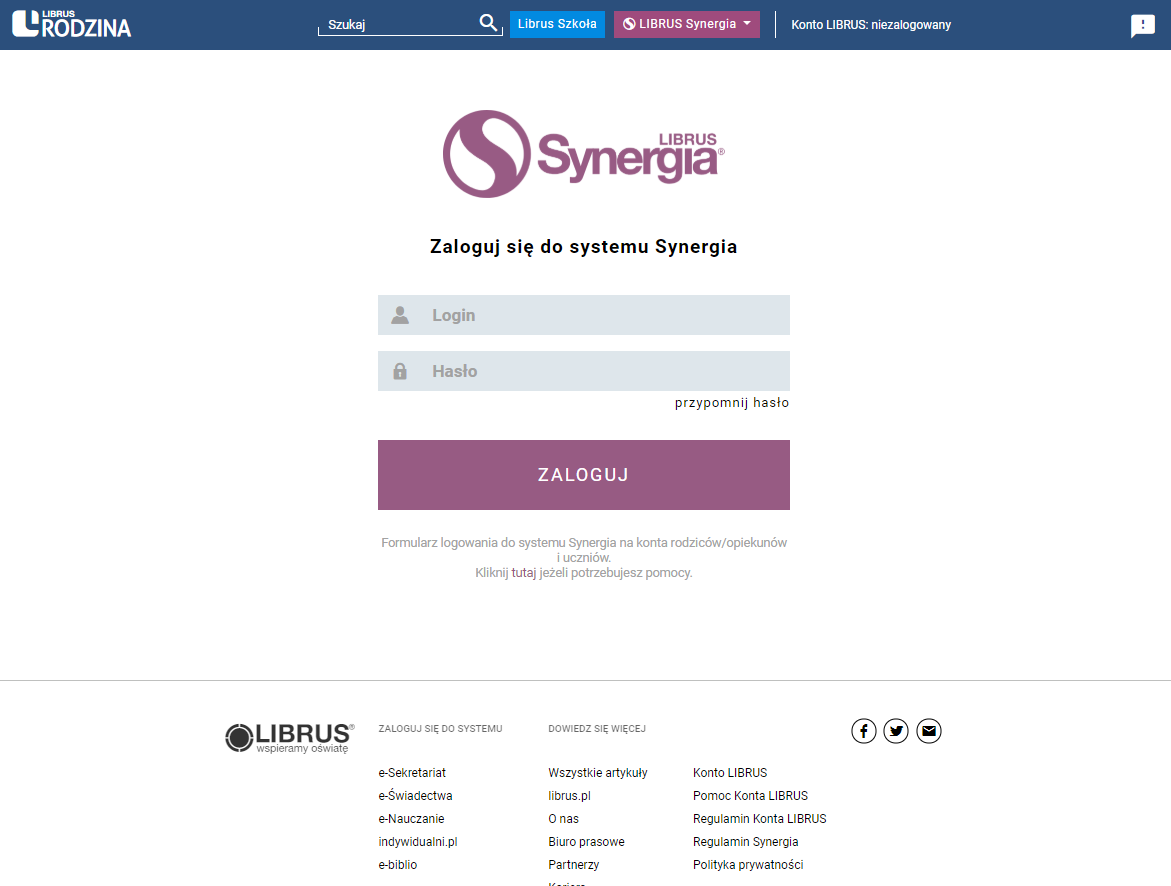 LIBRUS
RODZINA
Szukaj
Librus Szkoła
LIBRUS Synergia
Konto LIBRUS: niezalogowany
LIBRUS
Synergia®
Zaloguj się do systemu Synergia
Login
Hasło
przypomnij hasło
ZALOGUJ
Formularz logowania do systemu Synergia na konta rodziców/opiekunów
i uczniów.
Kliknij tutaj jeżeli potrzebujesz pomocy.
LIBRUS®
wspieramy oświatę
ZALOGUJ SIĘ DO SYSTEMU
e-Sekretariat
e-Świadectwa
e-Nauczanie
indywidualni.pl
e-biblio
DOWIEDZ SIĘ WIĘCEJ
Wszystkie artykuły
librus.pl
O nas
Biuro prasowe
Partnerzy
Konto LIBRUS
Pomoc Konta LIBRUS
Regulamin Konta LIBRUS
Regulamin Synergia
Polityka prywatności